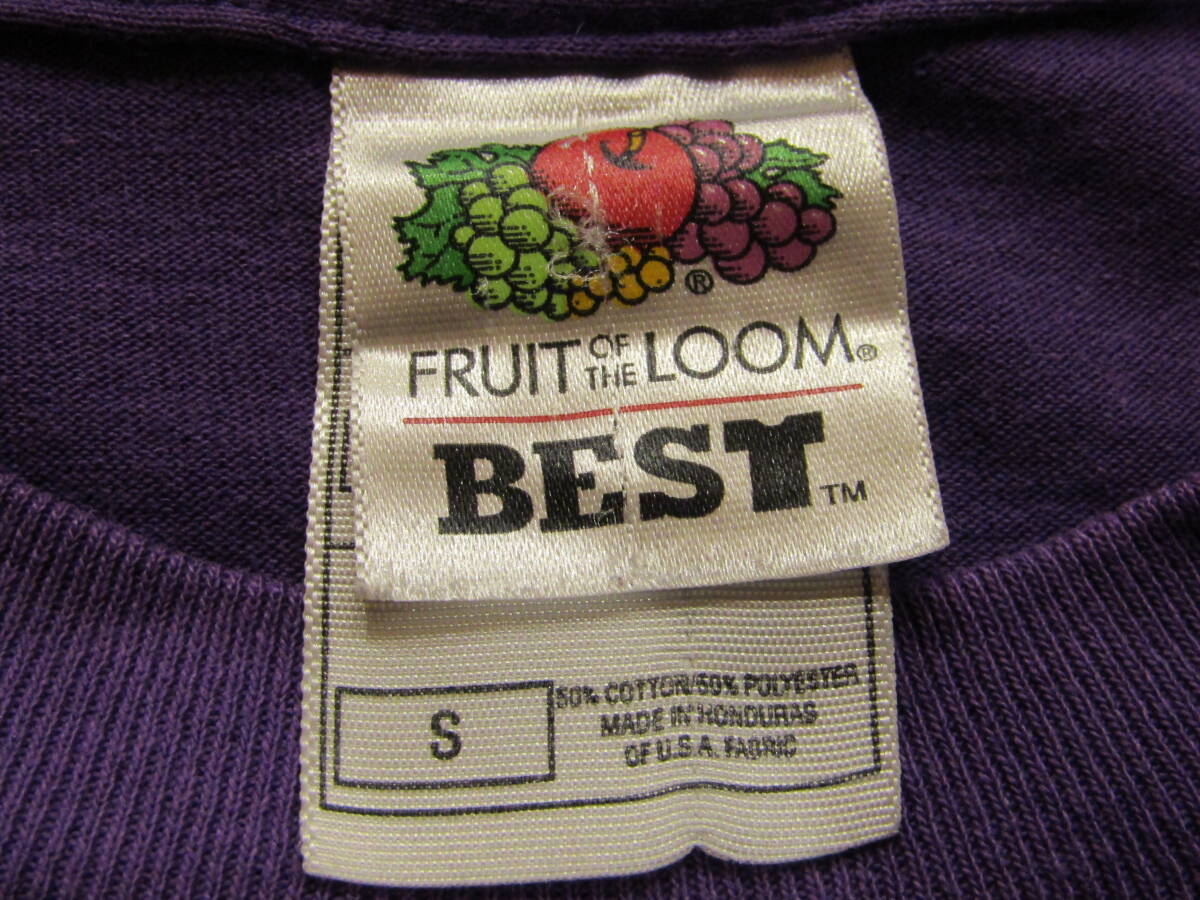 ®
FRUIT OF THE LOOM®
BEST™
S
50% COTTON/50% POLYESTER
MADE IN HONDURAS
OF U.S.A. FABRIC